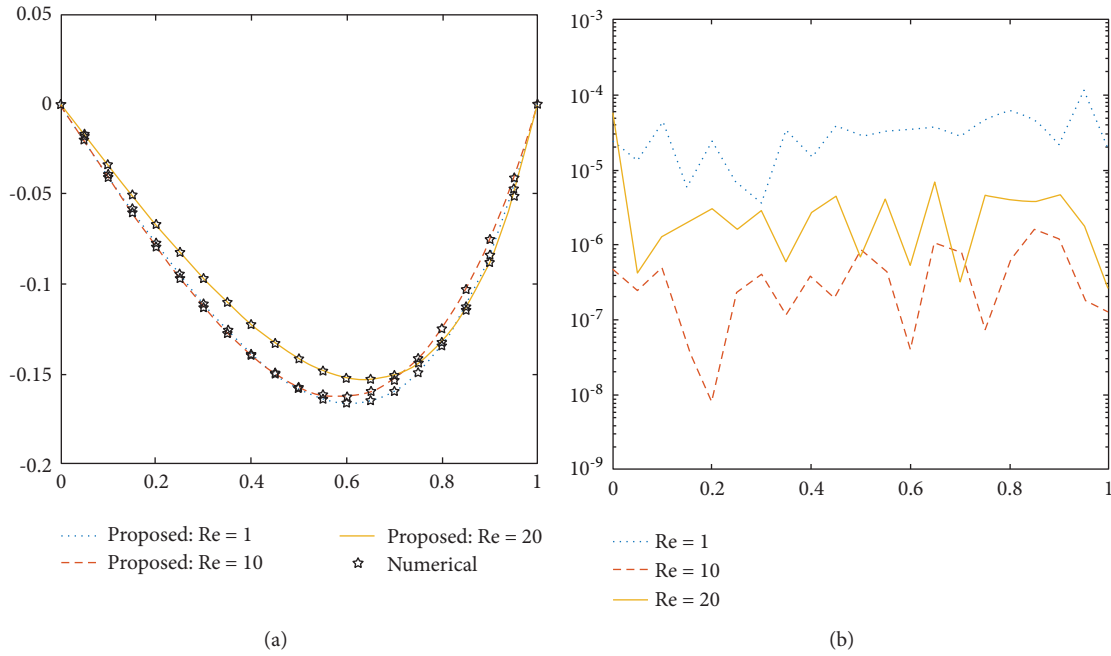 0.05
0
-0.05
-0.1
-0.15
-0.2
0 0.2 0.4 0.6 0.8 1
Proposed: Re = 1
Proposed: Re = 10
Proposed: Re = 20
Numerical
(a)
10-3
10-4
10-5
10-6
10-7
10-8
10-9
0 0.2 0.4 0.6 0.8 1
Re = 1
Re = 10
Re = 20
(b)